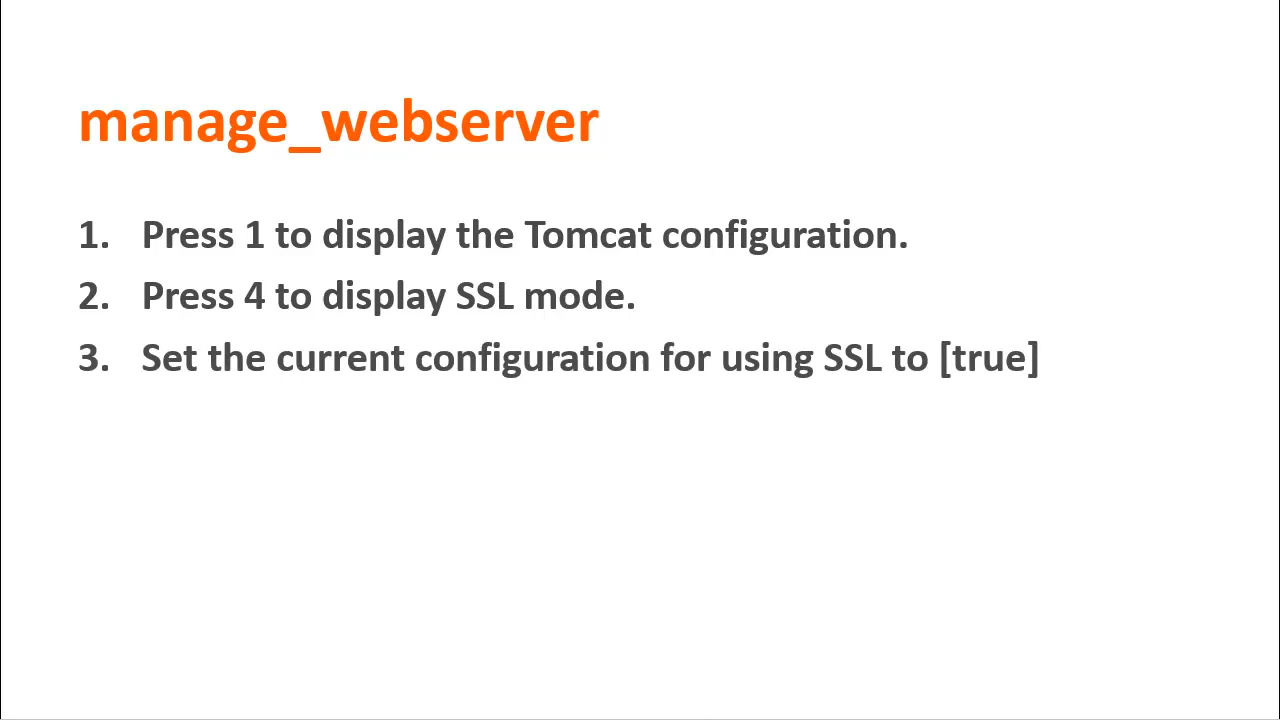 manage_webserver
1. Press 1 to display the Tomcat configuration.
2. Press 4 to display SSL mode.
3. Set the current configuration for using SSL to [true]